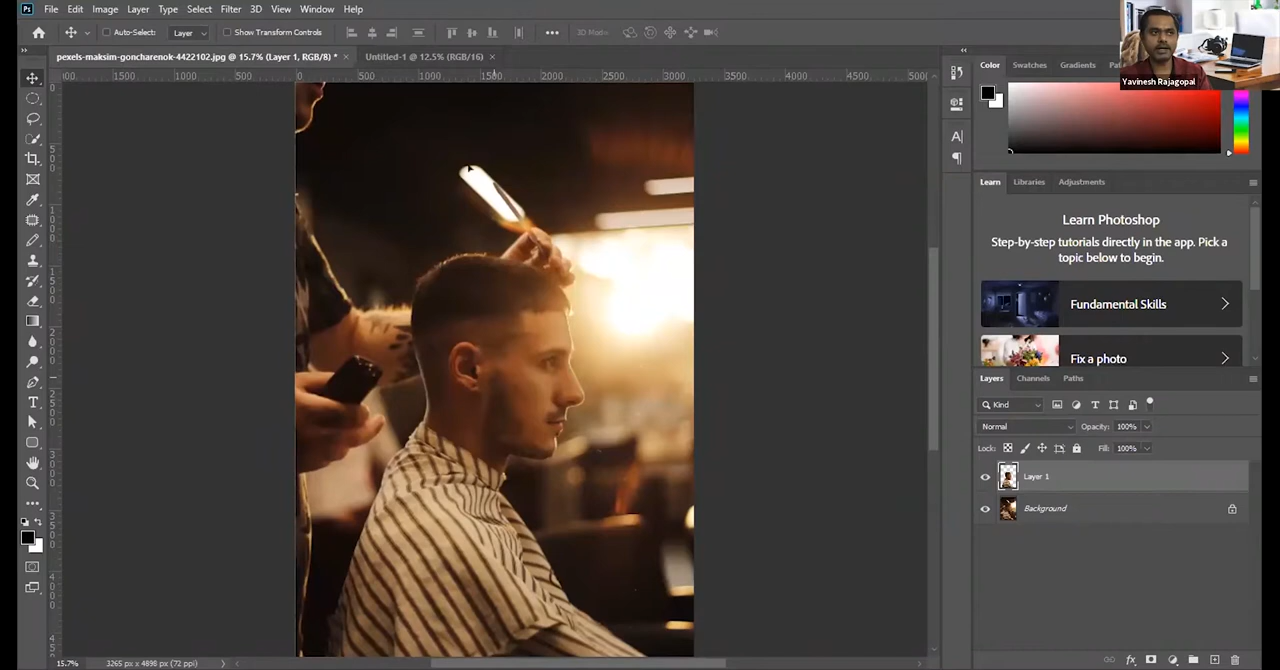 Ps File Edit Image Layer Type Select Filter 3D View Window Help
Auto-Select: Layer Show Transform Controls 3D Mode:
pexels-maksim-goncharenok-4422102.jpg @ 15.7% (Layer 1, RGB/8) * × Untitled-1 @ 12.5% (RGB/16) ×
1500 1000 500 0 500 1000 1500 2000 2500 3000 3500 4000 4500
Yavinesh Rajagopal
Color Swatches Gradients
Learn Libraries Adjustments
Learn Photoshop
Step-by-step tutorials directly in the app. Pick a
topic below to begin.
Fundamental Skills
Fix a photo
Layers Channels Paths
Kind
Normal Opacity: 100%
Lock: Fill: 100%
Layer 1
Background
fx
15.7% 3265 px x 4898 px (72 ppi)